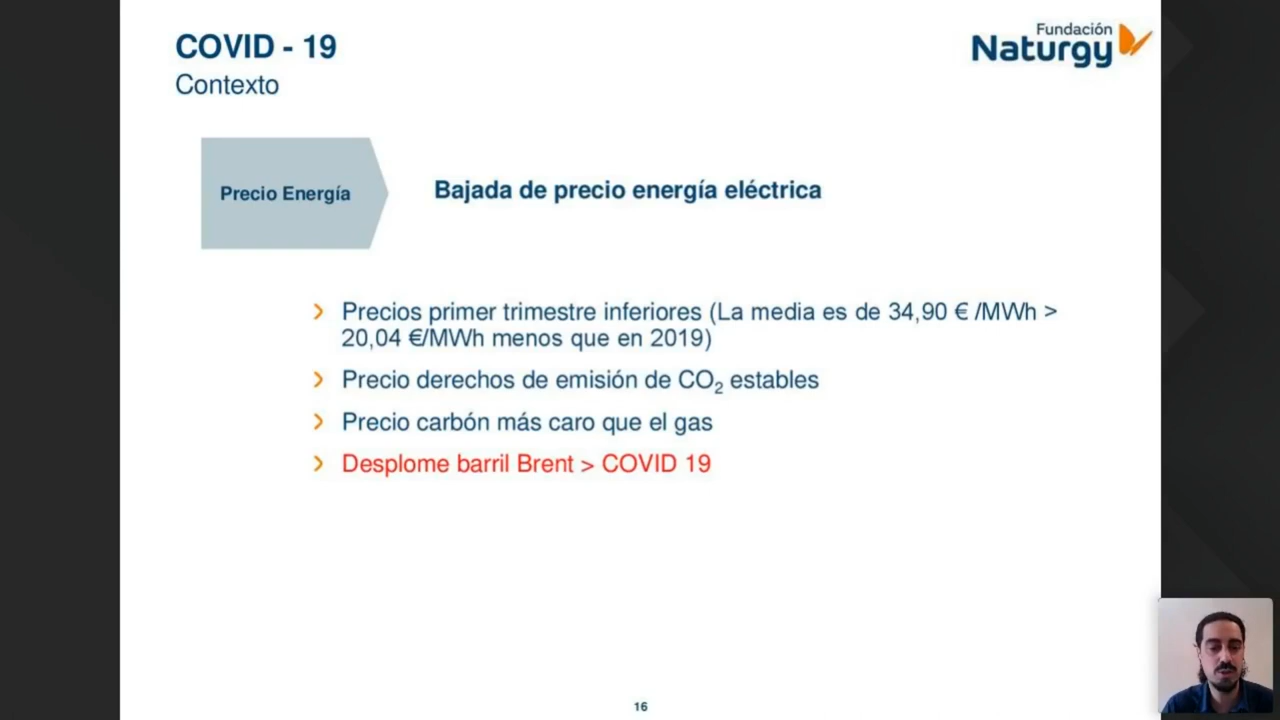 COVID - 19
Contexto
Fundación
Naturgy
Precio Energía
Bajada de precio energía eléctrica
Precios primer trimestre inferiores (La media es de 34,90 € /MWh >
20,04 €/MWh menos que en 2019)
Precio derechos de emisión de CO₂ estables
Precio carbón más caro que el gas
Desplome barril Brent > COVID 19
16